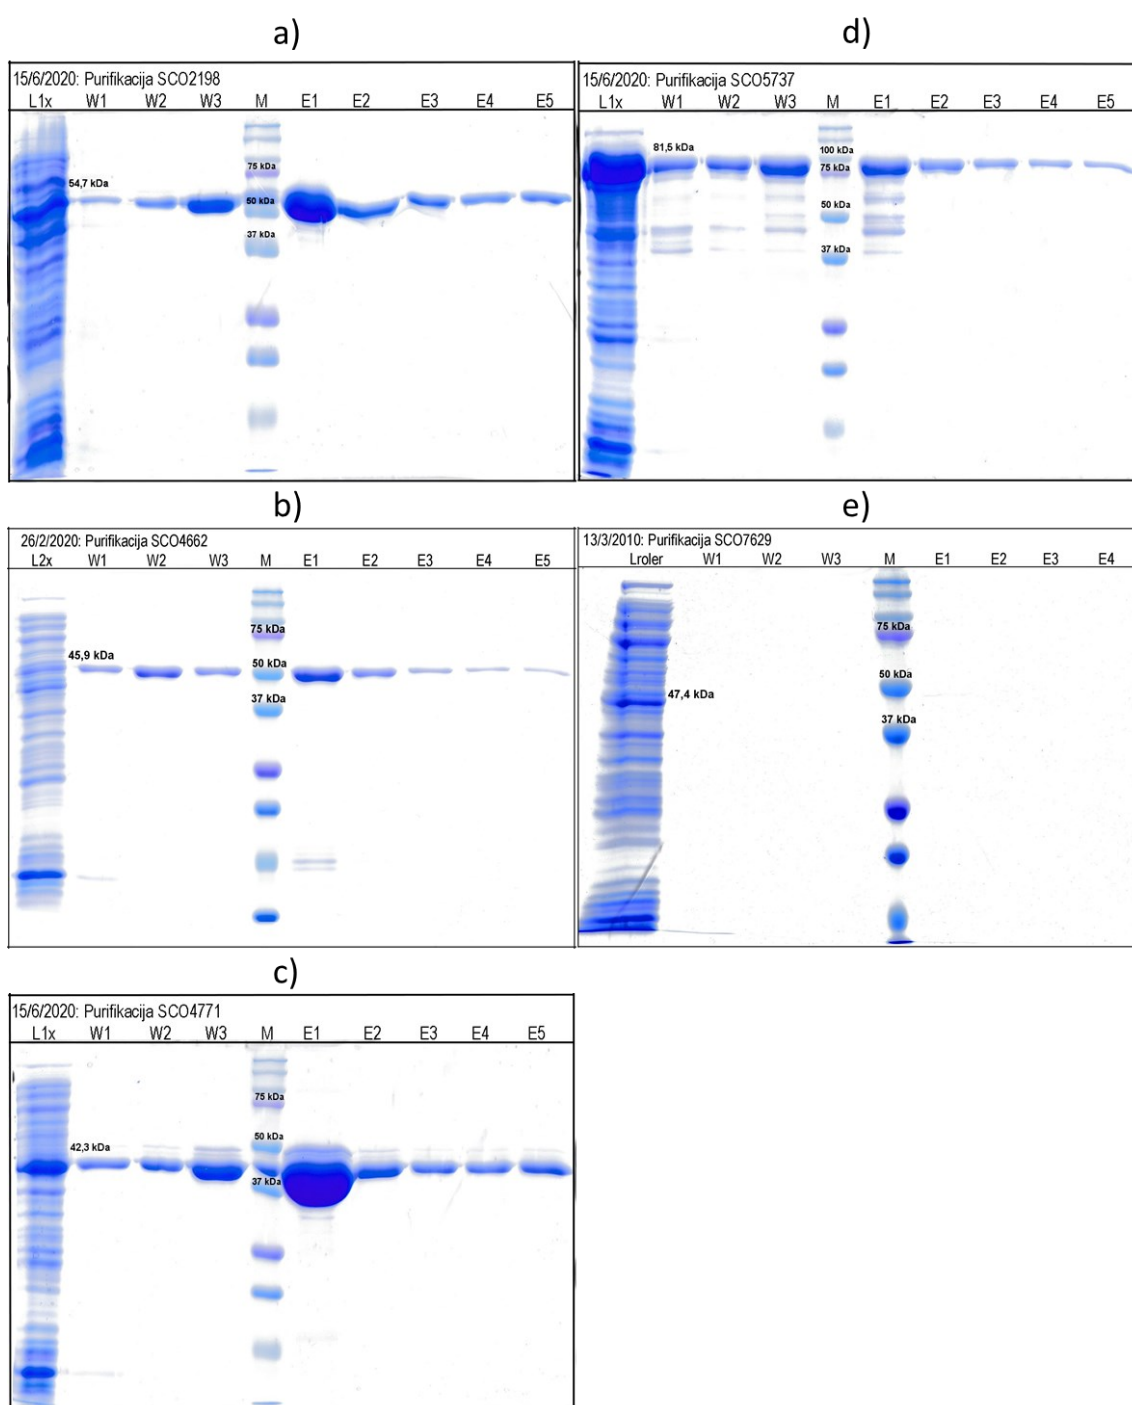 a)
15/6/2020: Purifikacija SCO2198
L1x W1 W2 W3 M E1 E2 E3 E4 E5
75 kDa
54,7 kDa
50 kDa
37 kDa
b)
26/2/2020: Purifikacija SCO4662
L2x W1 W2 W3 M E1 E2 E3 E4 E5
75 kDa
45,9 kDa
50 kDa
37 kDa
c)
15/6/2020: Purifikacija SCO4771
L1x W1 W2 W3 M E1 E2 E3 E4 E5
75 kDa
50 kDa
42,3 kDa
37 kDa
d)
15/6/2020: Purifikacija SCO5737
L1x W1 W2 W3 M E1 E2 E3 E4 E5
81,5 kDa
100 kDa
75 kDa
50 kDa
37 kDa
e)
13/3/2010: Purifikacija SCO7629
Lroler W1 W2 W3 M E1 E2 E3 E4
75 kDa
50 kDa
47,4 kDa
37 kDa